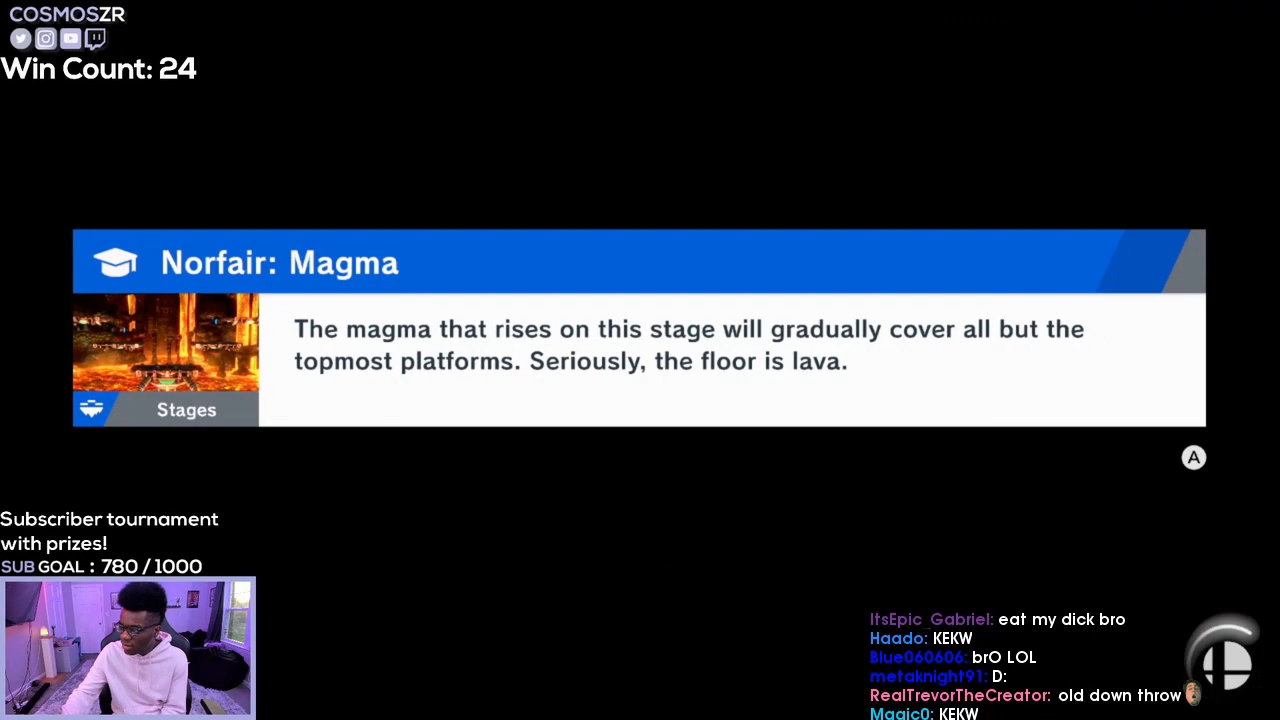 COSMOSZR
Win Count: 24
Norfair: Magma
The magma that rises on this stage will gradually cover all but the
topmost platforms. Seriously, the floor is lava.
Stages
A
Subscriber tournament
with prizes!
SUB GOAL : 780 / 1000
ItsEpic_Gabriel: eat my dick bro
Haado: KEKW
Blue060606: brO LOL
metaknight91: D:
RealTrevorTheCreator: old down throw
Magic0: KEKW